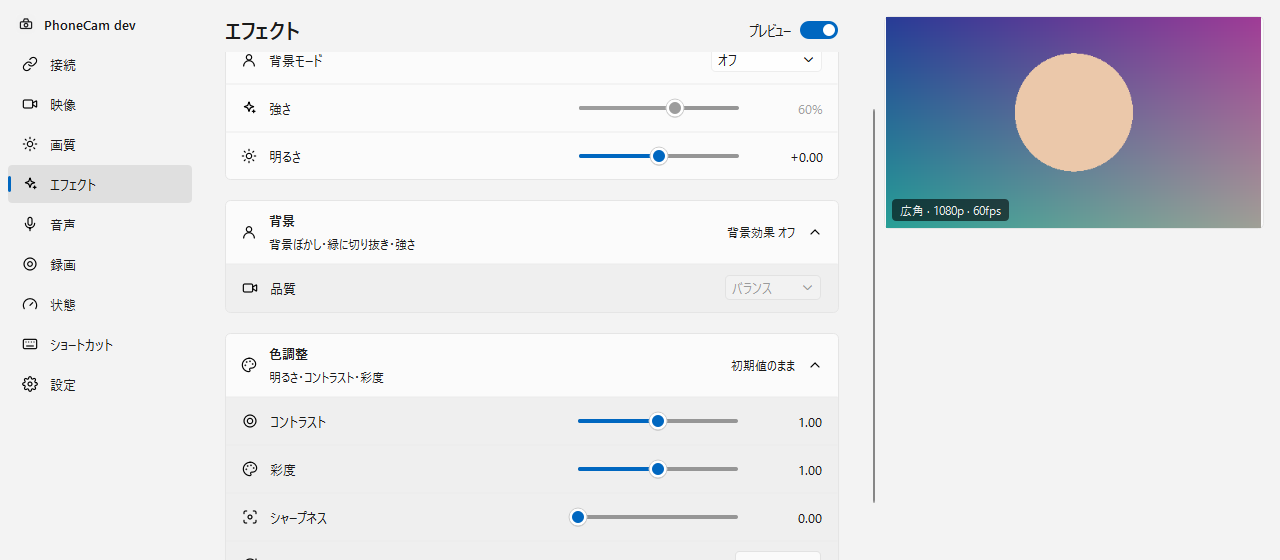 PhoneCam dev
接続
映像
画質
エフェクト
音声
録画
状態
ショートカット
設定
エフェクト
プレビュー
背景モード
オフ
強さ
60%
明るさ
+0.00
背景
背景ぼかし・緑に切り抜き・強さ
背景効果 オフ
品質
バランス
色調整
明るさ・コントラスト・彩度
初期値のまま
コントラスト
1.00
彩度
1.00
シャープネス
0.00
広角 · 1080p · 60fps